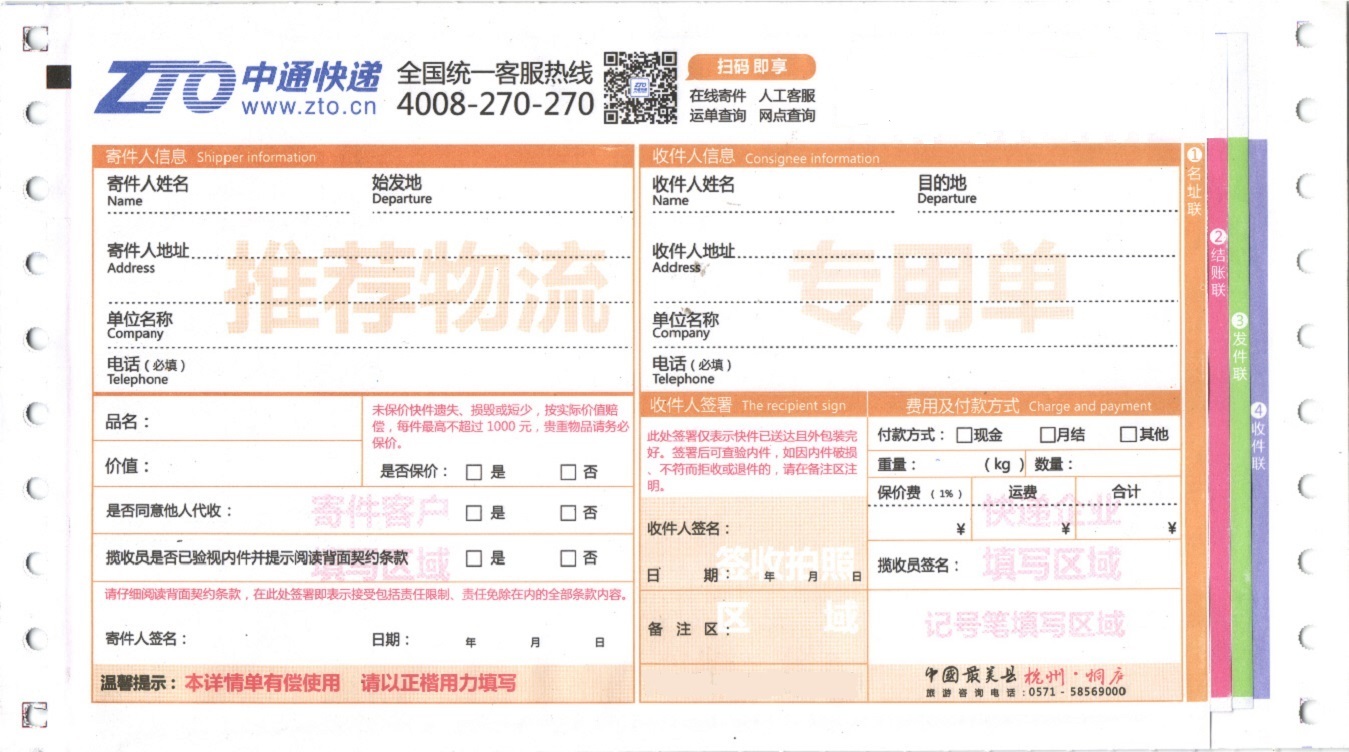 ZTO 中通快递
www.zto.cn
全国统一客服热线
4008-270-270
扫码 即享
在线寄件 人工客服
运单查询 网点查询
寄件人信息 Shipper information
寄件人姓名 始发地
Name Departure
寄件人地址
Address
推荐物流
单位名称
Company
电话（必填）
Telephone
收件人信息 Consignee information
收件人姓名 目的地
Name Departure
收件人地址
Address
专用单
单位名称
Company
电话（必填）
Telephone
品名：
价值：
未保价快件遗失、损毁或短少，按实际价值赔
偿，每件最高不超过 1000 元，贵重物品请务必
保价。
是否保价： 是 否
是否同意他人代收： 是 否
寄件客户
揽收员是否已验视内件并提示阅读背面契约条款 是 否
填写区域
请仔细阅读背面契约条款，在此处签署即表示接受包括责任限制、责任免除在内的全部条款内容。
寄件人签名： 日期： 年 月 日
温馨提示：本详情单有偿使用 请以正楷用力填写
收件人签署 The recipient sign
此处签署仅表示快件已送达且外包装完
好。签署后可查验内件，如因内件破损
、不符而拒收或退件的，请在备注区注
明。
收件人签名：
签收护照
日 期： 年 月 日
区 域
备 注 区：
费用及付款方式 Charge and payment
付款方式： 现金 月结 其他
重量： （kg） 数量：
保价费（1%） 运费 合计
¥ ¥ ¥
快递企业
揽收员签名：
填写区域
记号笔填写区域
中國最美县 杭州·桐庐
旅游咨询电话：0571 - 58569000
1 名址联
2 结账联
3 发件联
4 收件联